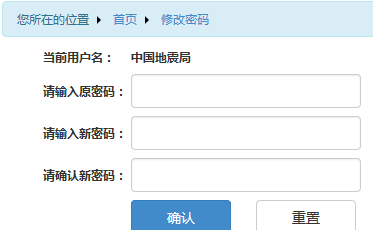 您所在的位置 首页 修改密码
当前用户名： 中国地震局
请输入原密码：
请输入新密码：
请确认新密码：
确认 重置